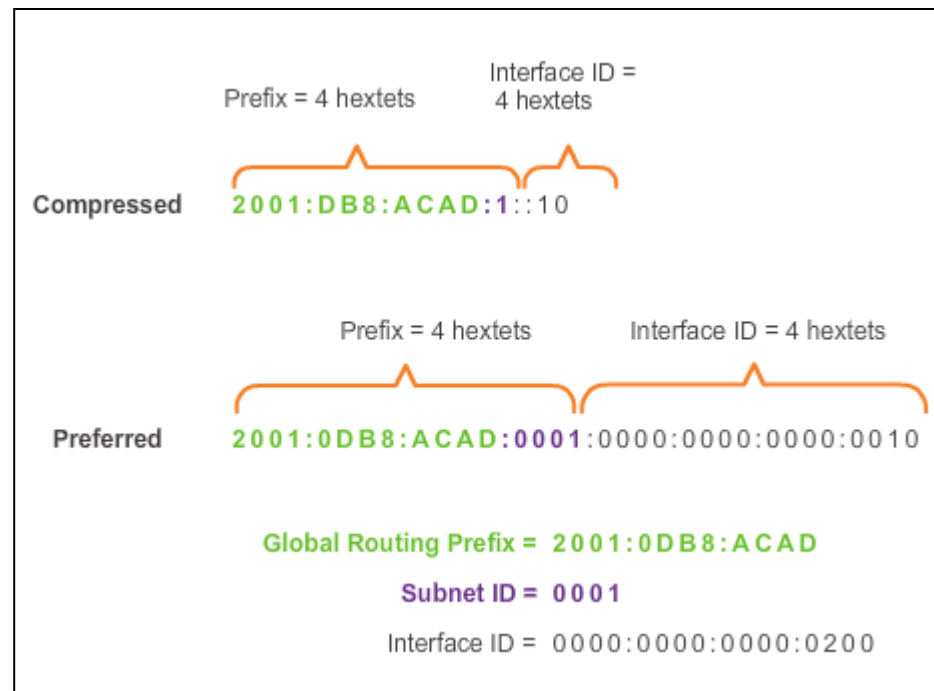 Prefix = 4 hextets
Interface ID =
4 hextets
Compressed 2001:DB8:ACAD:1::10
Prefix = 4 hextets Interface ID = 4 hextets
Preferred 2001:0DB8:ACAD:0001:0000:0000:0000:0010
Global Routing Prefix = 2001:0DB8:ACAD
Subnet ID = 0001
Interface ID = 0000:0000:0000:0200